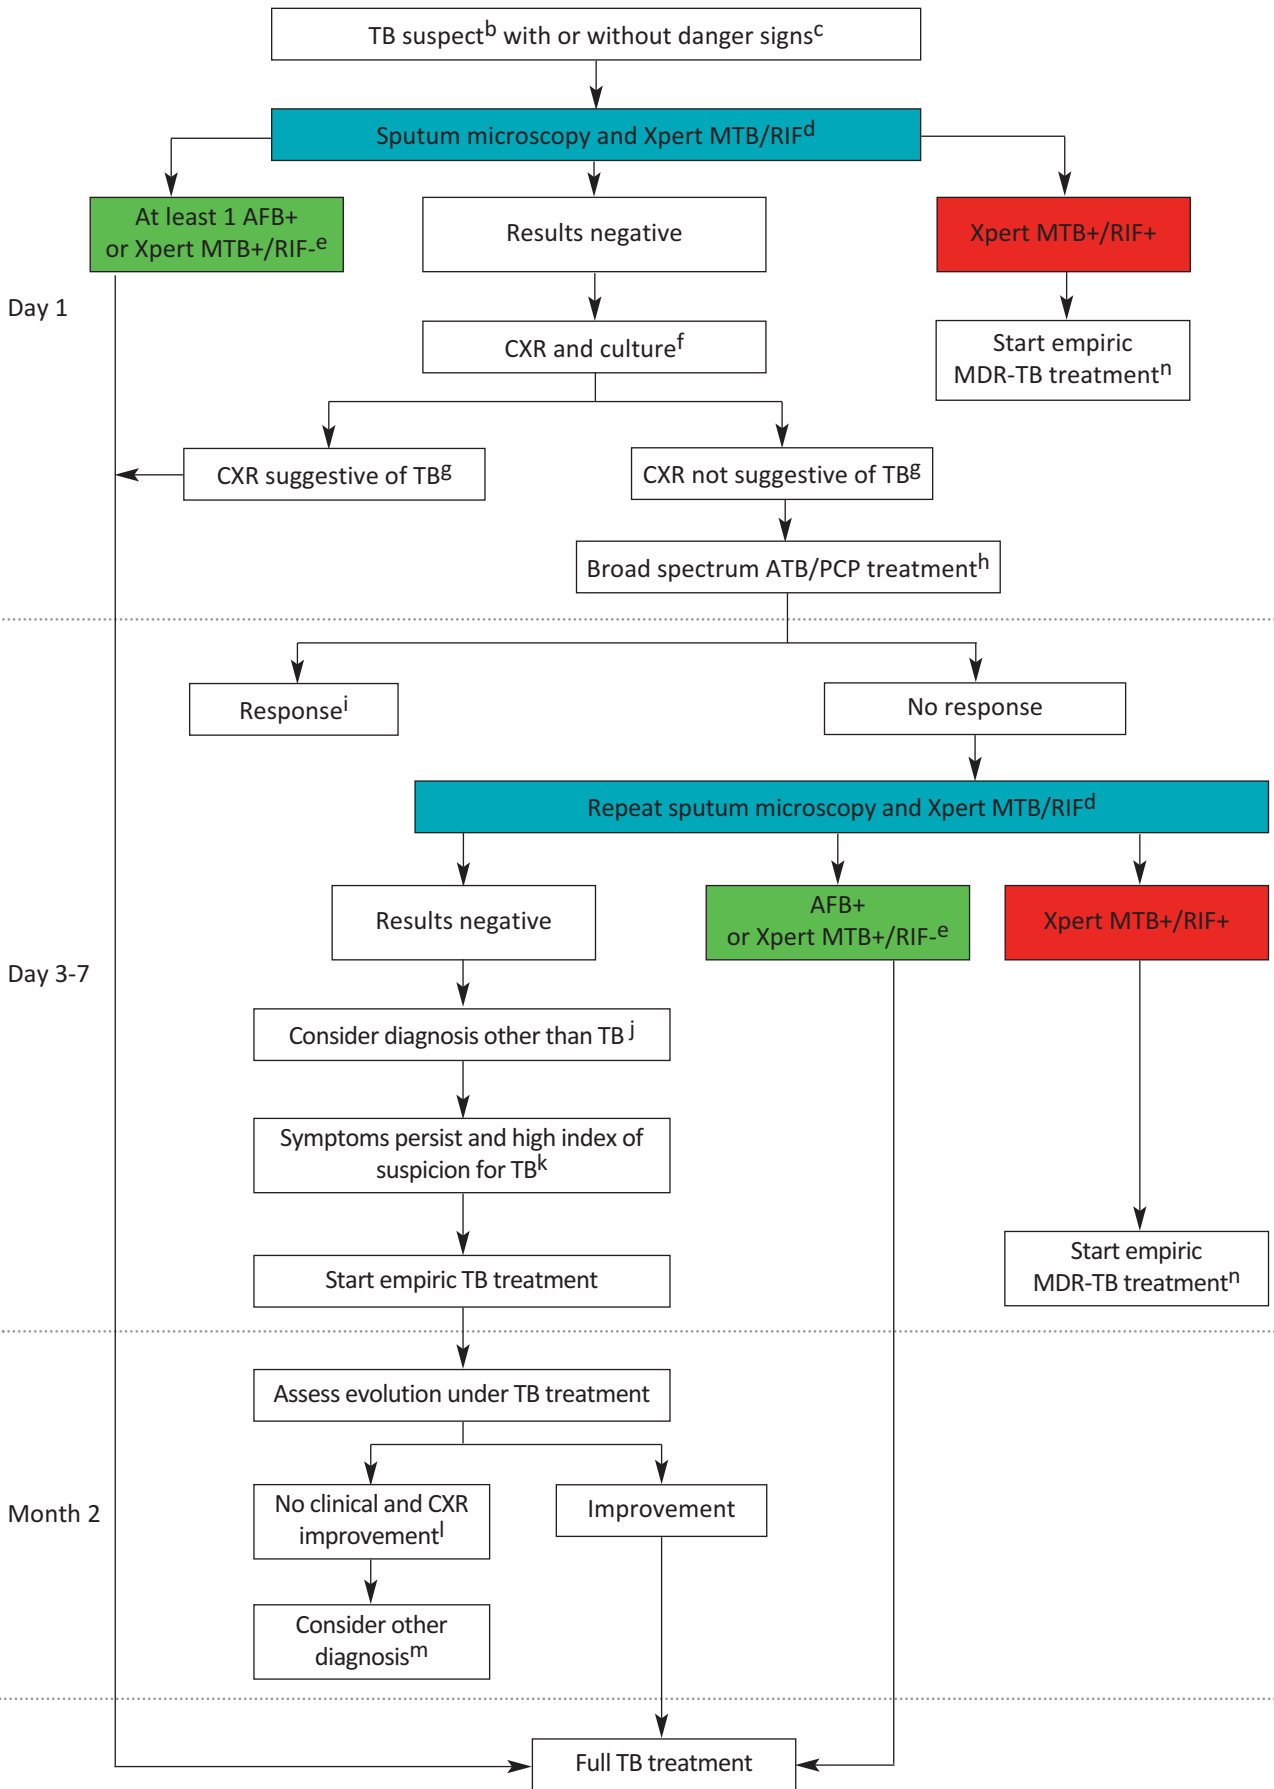 TB suspectb with or without danger signsc
Sputum microscopy and Xpert MTB/RIFd
At least 1 AFB+
or Xpert MTB+/RIF-e
Results negative
Xpert MTB+/RIF+
Day 1
CXR and culturef
Start empiric
MDR-TB treatmentn
CXR suggestive of TBg
CXR not suggestive of TBg
Broad spectrum ATB/PCP treatmenth
Responsei
No response
Repeat sputum microscopy and Xpert MTB/RIFd
Results negative
AFB+
or Xpert MTB+/RIF-e
Xpert MTB+/RIF+
Day 3-7
Consider diagnosis other than TB j
Symptoms persist and high index of
suspicion for TBk
Start empiric TB treatment
Start empiric
MDR-TB treatmentn
Assess evolution under TB treatment
Month 2
No clinical and CXR
improvementl
Improvement
Consider other
diagnosism
Full TB treatment